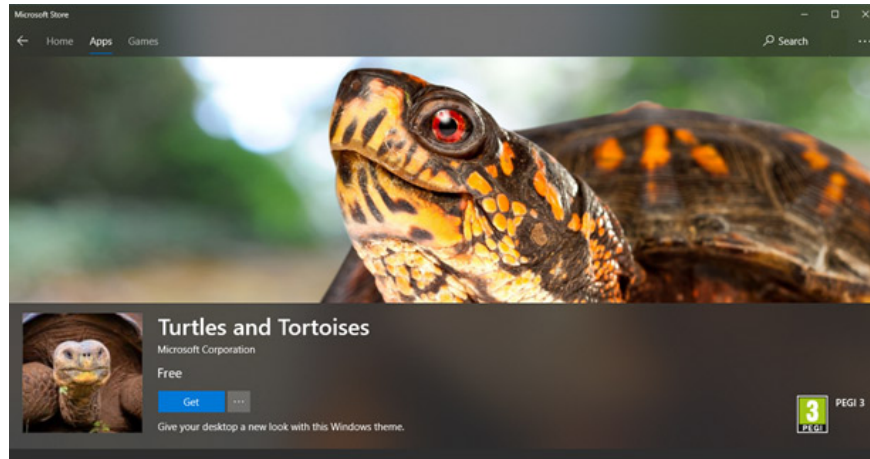 Microsoft Store
Home Apps Games Search
Turtles and Tortoises
Microsoft Corporation
Free
Get
Give your desktop a new look with this Windows theme.
3
PEGI
PEGI 3